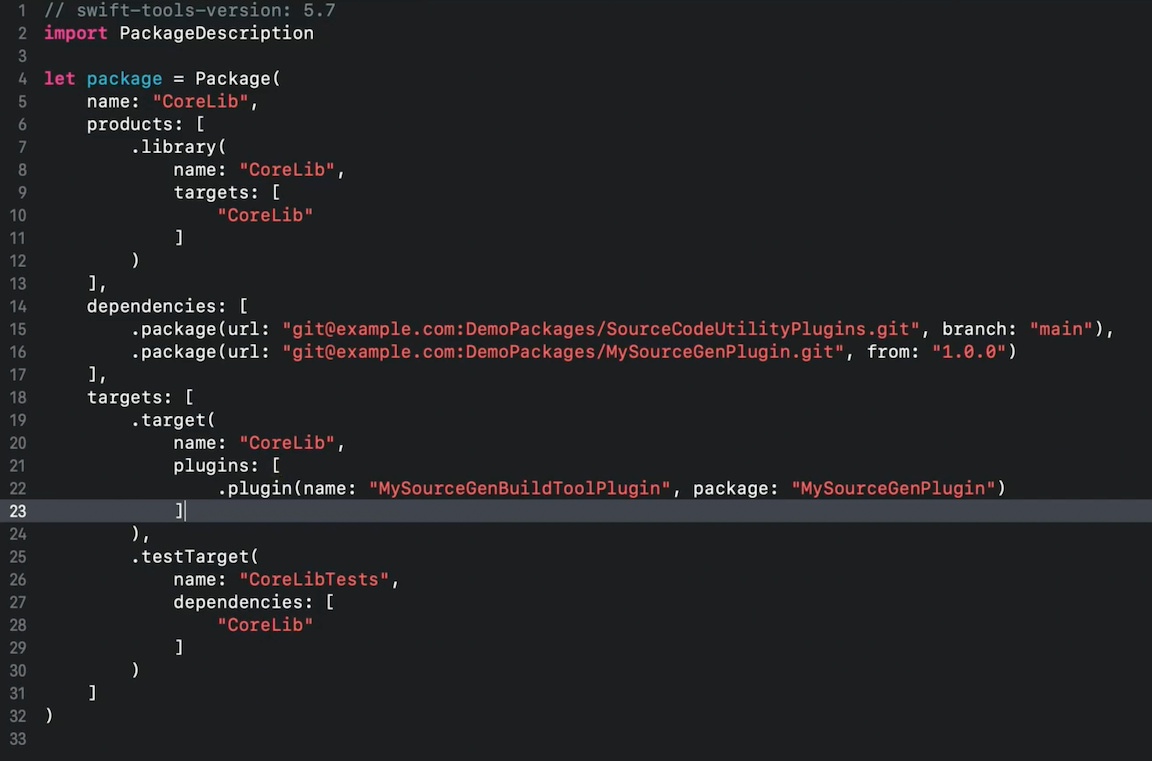 1 // swift-tools-version: 5.7
2 import PackageDescription
3
4 let package = Package(
5     name: "CoreLib",
6     products: [
7         .library(
8             name: "CoreLib",
9             targets: [
10                 "CoreLib"
11             ]
12         )
13     ],
14     dependencies: [
15         .package(url: "git@example.com:DemoPackages/SourceCodeUtilityPlugins.git", branch: "main"),
16         .package(url: "git@example.com:DemoPackages/MySourceGenPlugin.git", from: "1.0.0")
17     ],
18     targets: [
19         .target(
20             name: "CoreLib",
21             plugins: [
22                 .plugin(name: "MySourceGenBuildToolPlugin", package: "MySourceGenPlugin")
23             ]
24         ),
25         .testTarget(
26             name: "CoreLibTests",
27             dependencies: [
28                 "CoreLib"
29             ]
30         )
31     ]
32 )
33